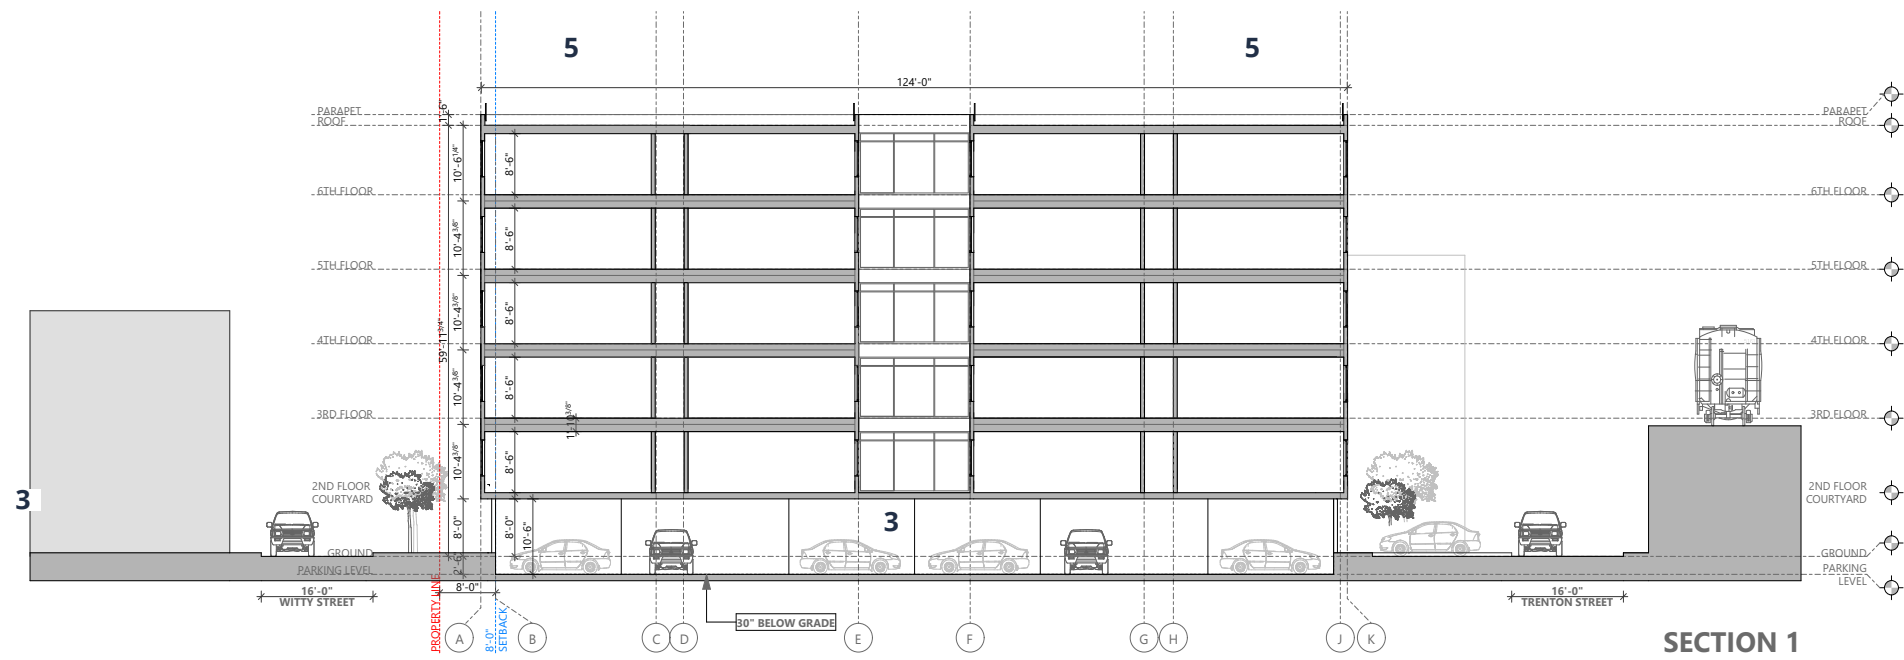 5
5
124'-0"
PARAPET
ROOF
1'-6"
PARAPET
ROOF
10'-6 1/4"
8'-6"
6TH FLOOR
6TH FLOOR
10'-4 3/8"
8'-6"
5TH FLOOR
5TH FLOOR
10'-4 3/8"
8'-6"
59'-11 3/4"
4TH FLOOR
4TH FLOOR
10'-4 3/8"
8'-6"
1'-10 3/8"
3RD FLOOR
3RD FLOOR
10'-4 3/8"
8'-6"
2ND FLOOR
COURTYARD
2ND FLOOR
COURTYARD
3
3
8'-0"
8'-0"
10'-6"
GROUND
GROUND
2'-6"
PARKING LEVEL
PARKING
LEVEL
16'-0"
WITTY STREET
PROPERTY LINE
8'-0"
8'-0"
SETBACK
30" BELOW GRADE
16'-0"
TRENTON STREET
A
B
C
D
E
F
G
H
J
K
SECTION 1